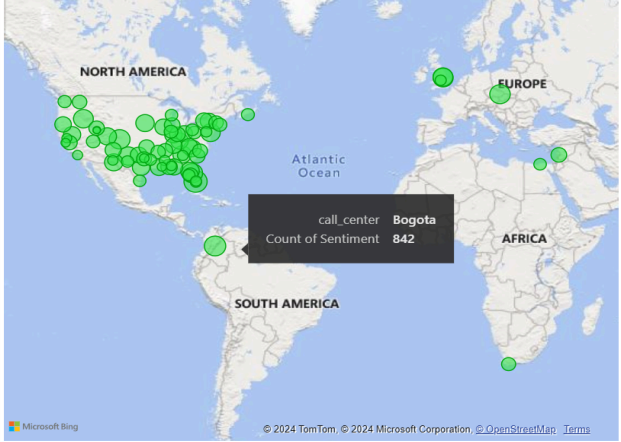 NORTH AMERICA
EUROPE
Atlantic
Ocean
call_center Bogota
Count of Sentiment 842
AFRICA
SOUTH AMERICA
Microsoft Bing
© 2024 TomTom, © 2024 Microsoft Corporation, © OpenStreetMap Terms